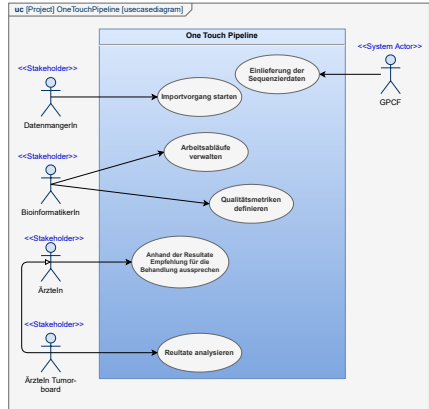 uc [Project] OneTouchPipeline [usecasediagram]
One Touch Pipeline
<<Stakeholder>>
DatenmangerIn
Importvorgang starten
Einlieferung der
Sequenzierdaten
<<System Actor>>
GPCF
<<Stakeholder>>
BioinformatikerIn
Arbeitsabläufe
verwalten
Qualitätsmetriken
definieren
<<Stakeholder>>
ÄrzteIn
Anhand der Resultate
Empfehlung für die
Behandlung aussprechen
<<Stakeholder>>
ÄrzteIn Tumor-
board
Reultate analysieren